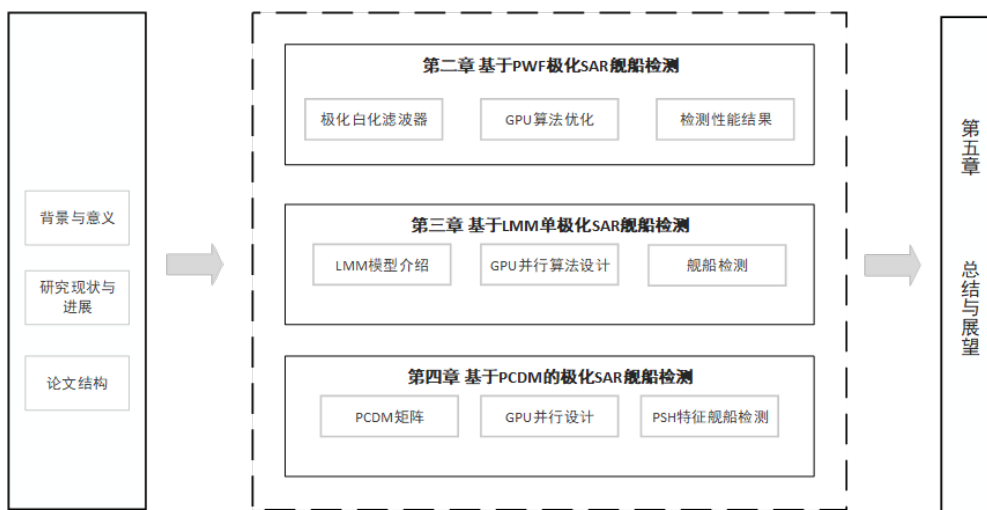 背景与意义
研究现状与
进展
论文结构
第二章 基于PWF极化SAR舰船检测
极化白化滤波器
GPU算法优化
检测性能结果
第三章 基于LMM单极化SAR舰船检测
LMM模型介绍
GPU并行算法设计
舰船检测
第四章 基于PCDM的极化SAR舰船检测
PCDM矩阵
GPU并行设计
PSH特征舰船检测
第五章 总结与展望